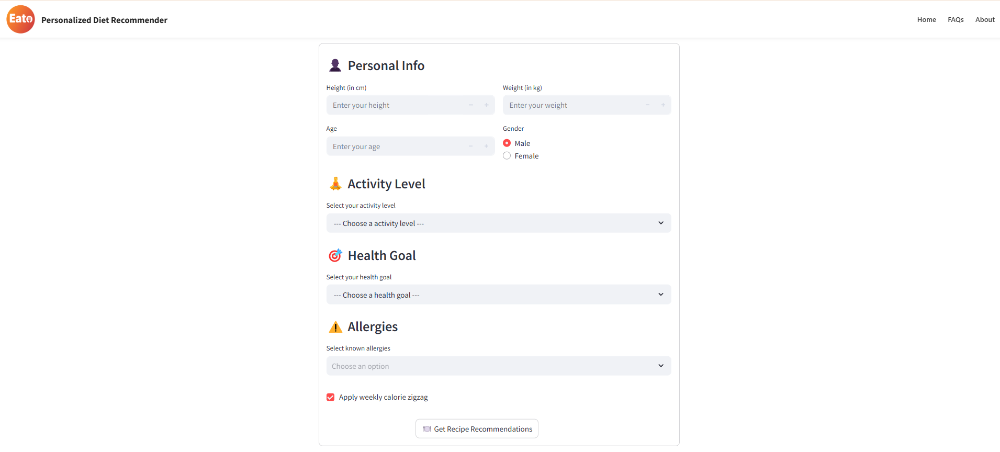 Eato
Personalized Diet Recommender
Home FAQs About
Personal Info
Height (in cm) Weight (in kg)
Enter your height Enter your weight
Age Gender
Enter your age Male
Female
Activity Level
Select your activity level
--- Choose a activity level ---
Health Goal
Select your health goal
--- Choose a health goal ---
Allergies
Select known allergies
Choose an option
Apply weekly calorie zigzag
Get Recipe Recommendations